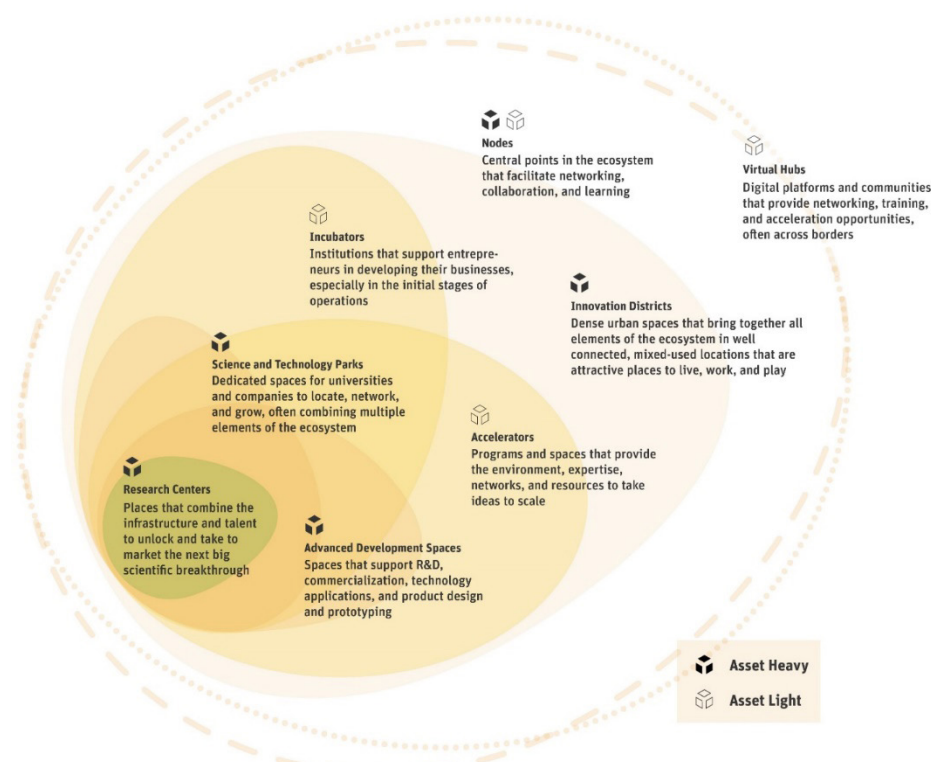 Nodes
Central points in the ecosystem
that facilitate networking,
collaboration, and learning
Virtual Hubs
Digital platforms and communities
that provide networking, training,
and acceleration opportunities,
often across borders
Incubators
Institutions that support entrepre-
neurs in developing their businesses,
especially in the initial stages of
operations
Innovation Districts
Dense urban spaces that bring together all
elements of the ecosystem in well
connected, mixed-used locations that are
attractive places to live, work, and play
Science and Technology Parks
Dedicated spaces for universities
and companies to locate, network,
and grow, often combining multiple
elements of the ecosystem
Accelerators
Programs and spaces that provide
the environment, expertise,
networks, and resources to take
ideas to scale
Research Centers
Places that combine the
infrastructure and talent
to unlock and take to
market the next big
scientific breakthrough
Advanced Development Spaces
Spaces that support R&D,
commercialization, technology
applications, and product design
and prototyping
Asset Heavy
Asset Light